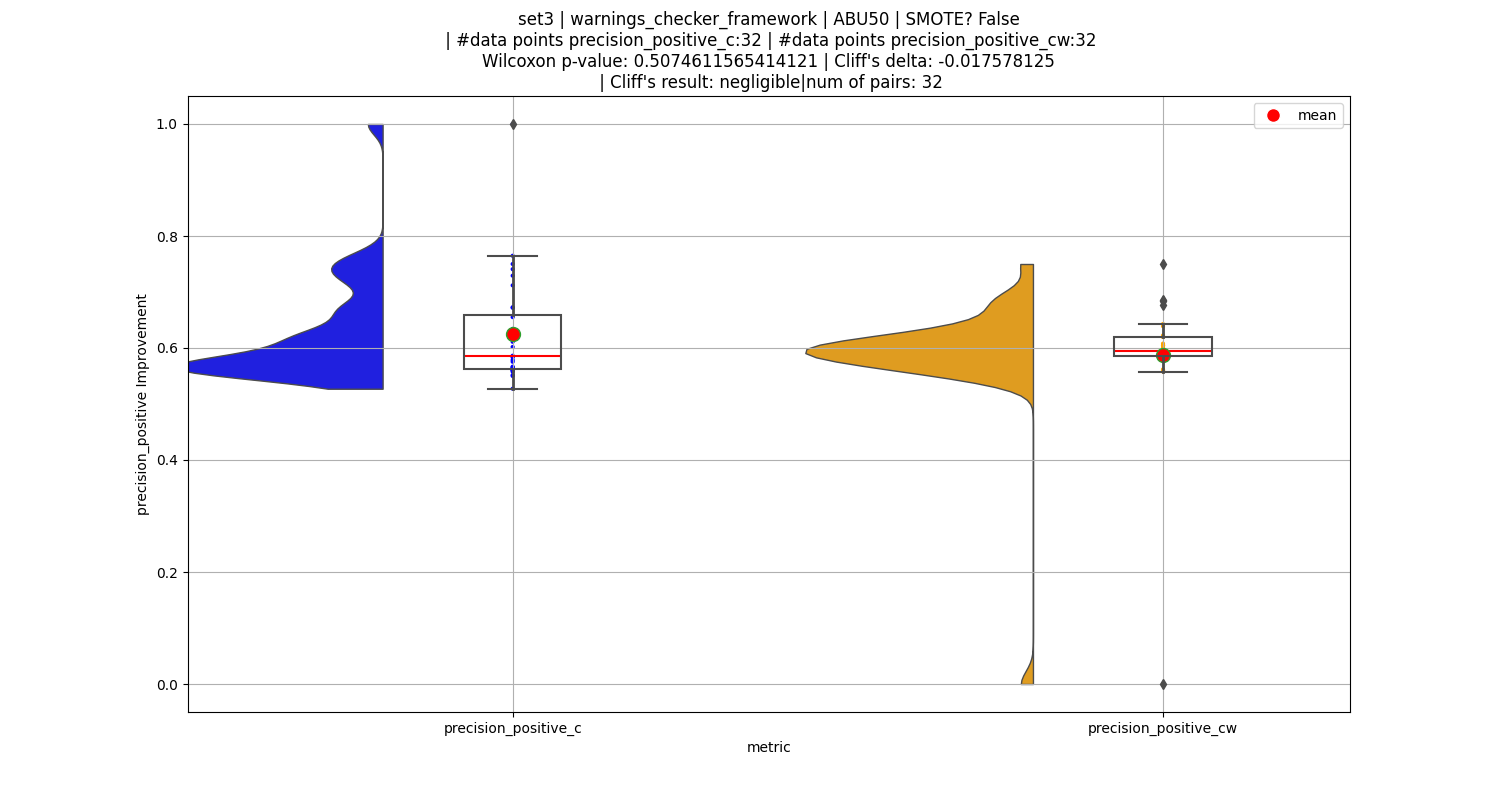 set3 | warnings_checker_framework | ABU50 | SMOTE? False
| #data points precision_positive_c:32 | #data points precision_positive_cw:32
Wilcoxon p-value: 0.5074611565414121 | Cliff's delta: -0.017578125
| Cliff's result: negligible|num of pairs: 32
mean
1.0
0.8
0.6
0.4
0.2
0.0
precision_positive Improvement
precision_positive_c
precision_positive_cw
metric